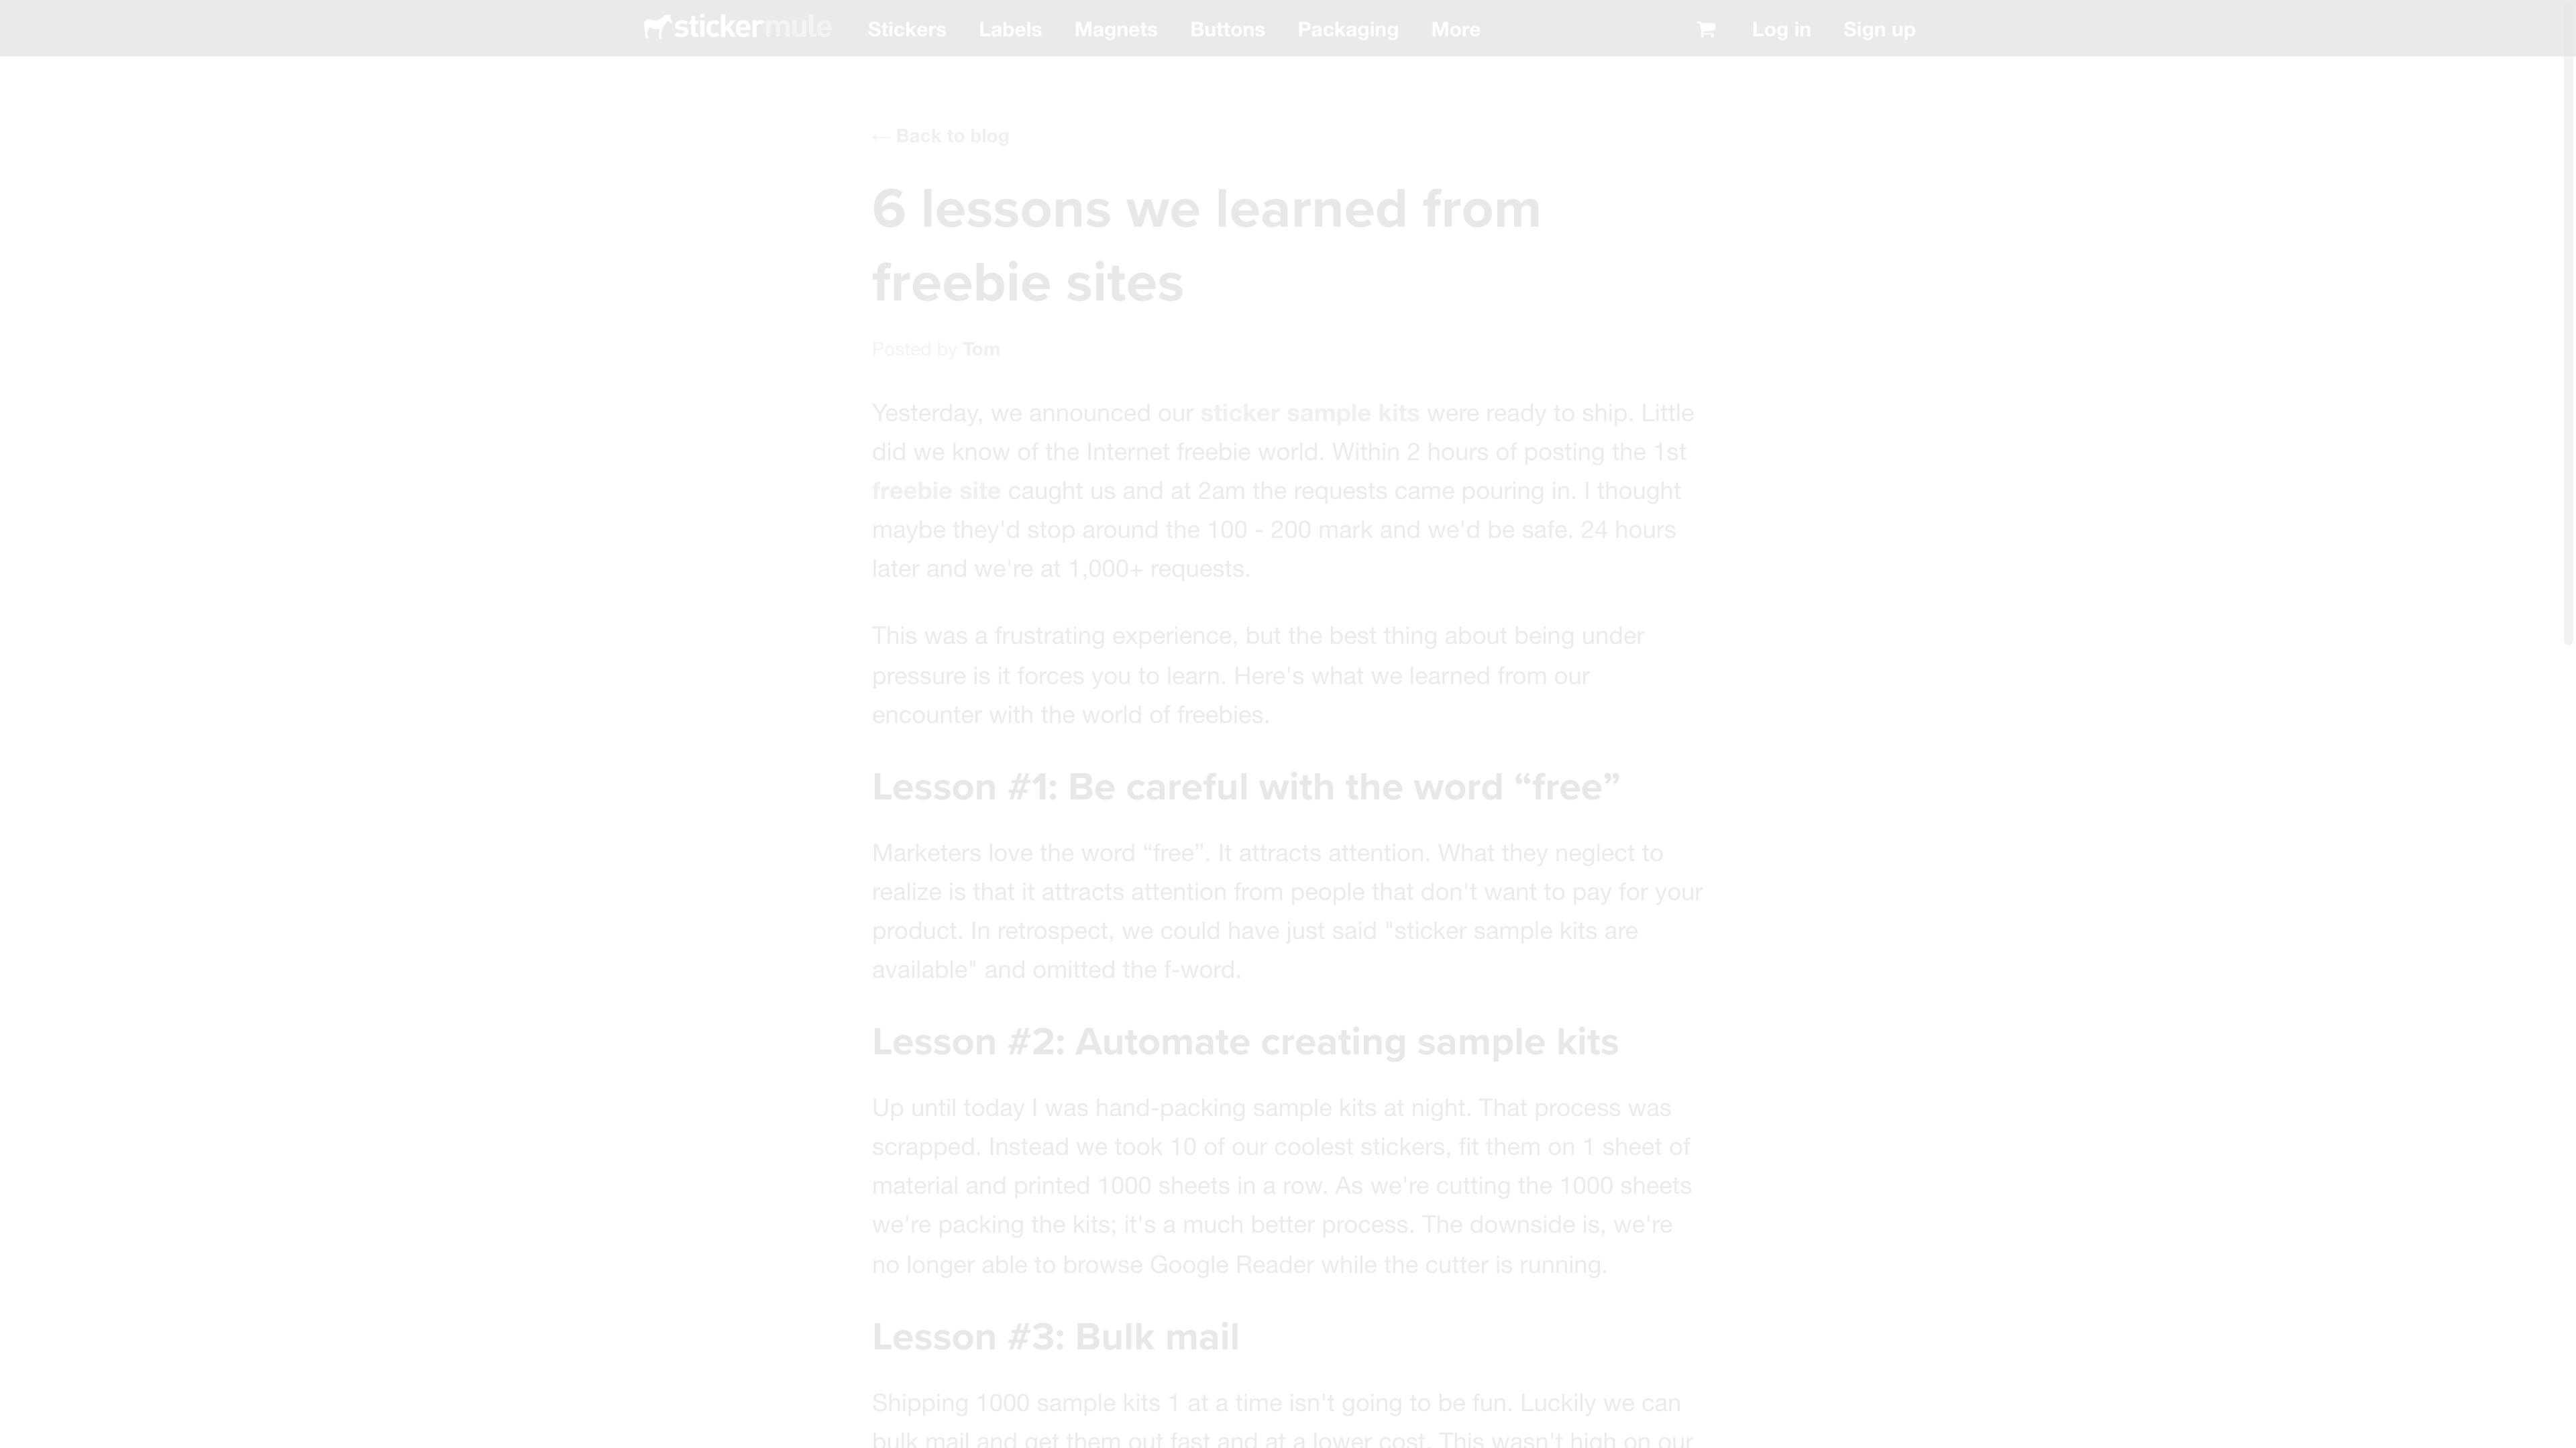 stickermule Stickers Labels Magnets Buttons Packaging More Log in Sign up
← Back to blog
6 lessons we learned from
freebie sites
Posted by Tom
Yesterday, we announced our sticker sample kits were ready to ship. Little
did we know of the Internet freebie world. Within 2 hours of posting the 1st
freebie site caught us and at 2am the requests came pouring in. I thought
maybe they'd stop around the 100 - 200 mark and we'd be safe. 24 hours
later and we're at 1,000+ requests.
This was a frustrating experience, but the best thing about being under
pressure is it forces you to learn. Here's what we learned from our
encounter with the world of freebies.
Lesson #1: Be careful with the word “free”
Marketers love the word “free”. It attracts attention. What they neglect to
realize is that it attracts attention from people that don't want to pay for your
product. In retrospect, we could have just said "sticker sample kits are
available" and omitted the f-word.
Lesson #2: Automate creating sample kits
Up until today I was hand-packing sample kits at night. That process was
scrapped. Instead we took 10 of our coolest stickers, fit them on 1 sheet of
material and printed 1000 sheets in a row. As we're cutting the 1000 sheets
we're packing the kits; it's a much better process. The downside is, we're
no longer able to browse Google Reader while the cutter is running.
Lesson #3: Bulk mail
Shipping 1000 sample kits 1 at a time isn't going to be fun. Luckily we can
bulk mail and get them out fast and at a lower cost. This wasn't high on our